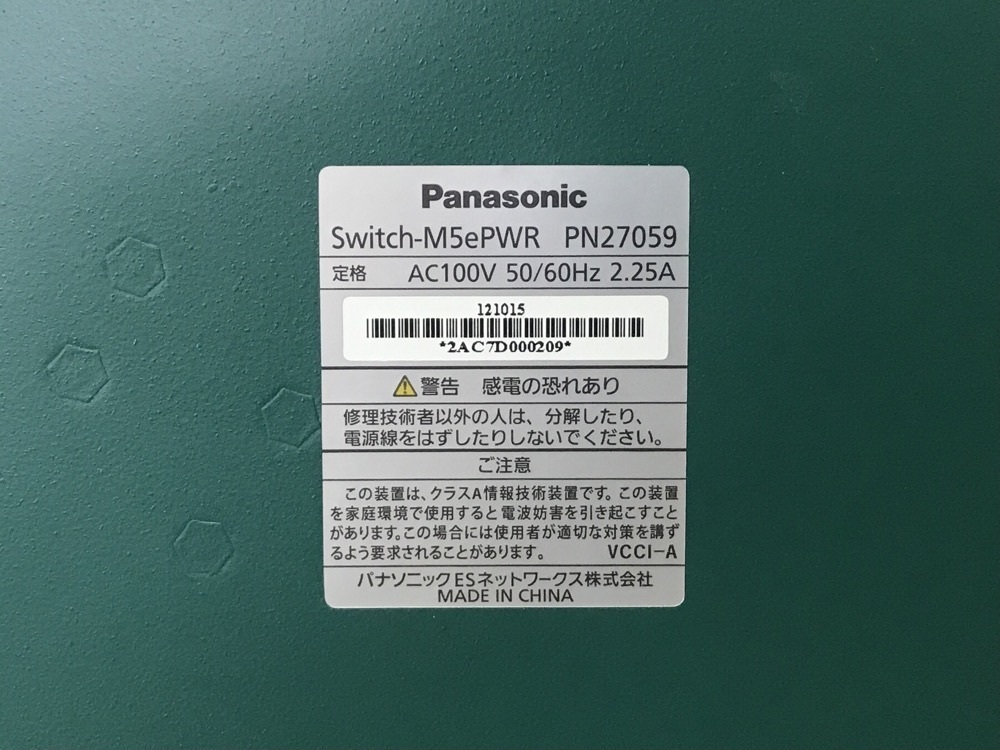 Panasonic
Switch-M5ePWR PN27059
定格 AC100V 50/60Hz 2.25A
121015
*2AC7D000209*
警告 感電の恐れあり
修理技術者以外の人は、分解したり、
電源線をはずしたりしないでください。
ご注意
この装置は、クラスA情報技術装置です。この装置
を家庭環境で使用すると電波妨害を引き起こすこと
があります。この場合には使用者が適切な対策を講ず
るよう要求されることがあります。 VCCI-A
パナソニックESネットワークス株式会社
MADE IN CHINA